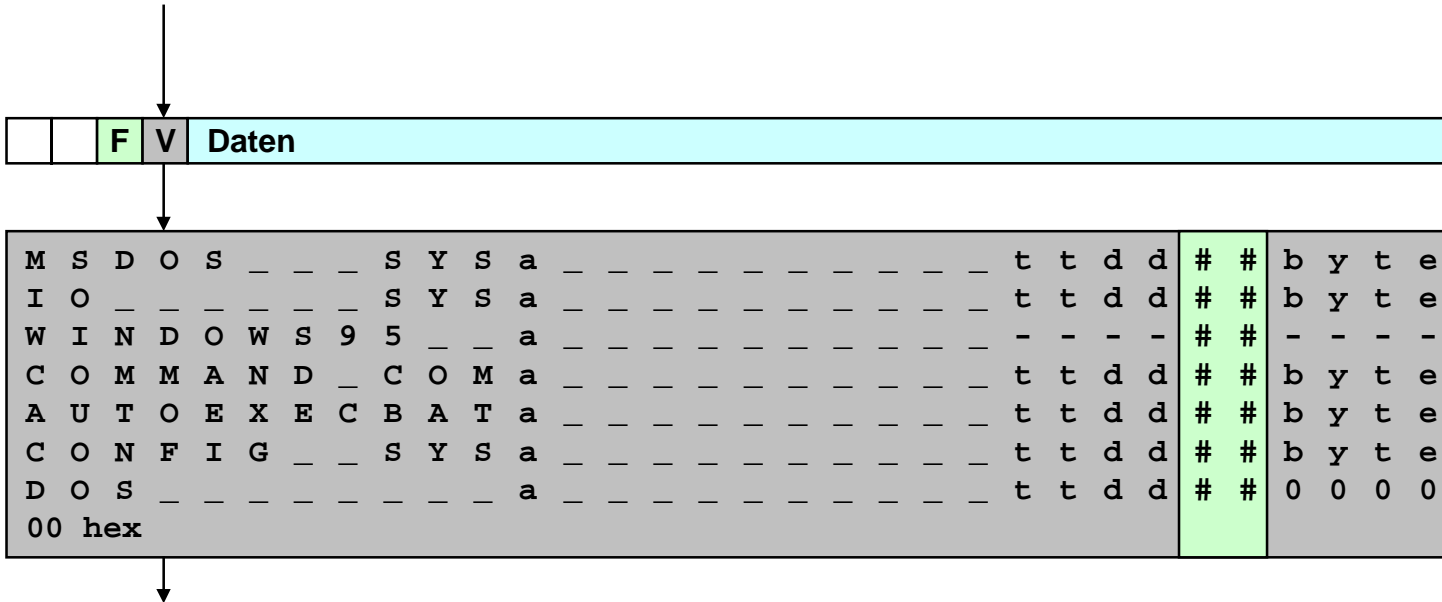 F V Daten
M S D O S _ _ _ S Y S a _ _ _ _ _ _ _ _ _ _ t t d d # # b y t e
I O _ _ _ _ _ _ S Y S a _ _ _ _ _ _ _ _ _ _ t t d d # # b y t e
W I N D O W S 9 5 _ _ a _ _ _ _ _ _ _ _ _ _ - - - - # # - - - -
C O M M A N D _ C O M a _ _ _ _ _ _ _ _ _ _ t t d d # # b y t e
A U T O E X E C B A T a _ _ _ _ _ _ _ _ _ _ t t d d # # b y t e
C O N F I G _ _ S Y S a _ _ _ _ _ _ _ _ _ _ t t d d # # b y t e
D O S _ _ _ _ _ _ _ _ a _ _ _ _ _ _ _ _ _ _ t t d d # # 0 0 0 0
00 hex